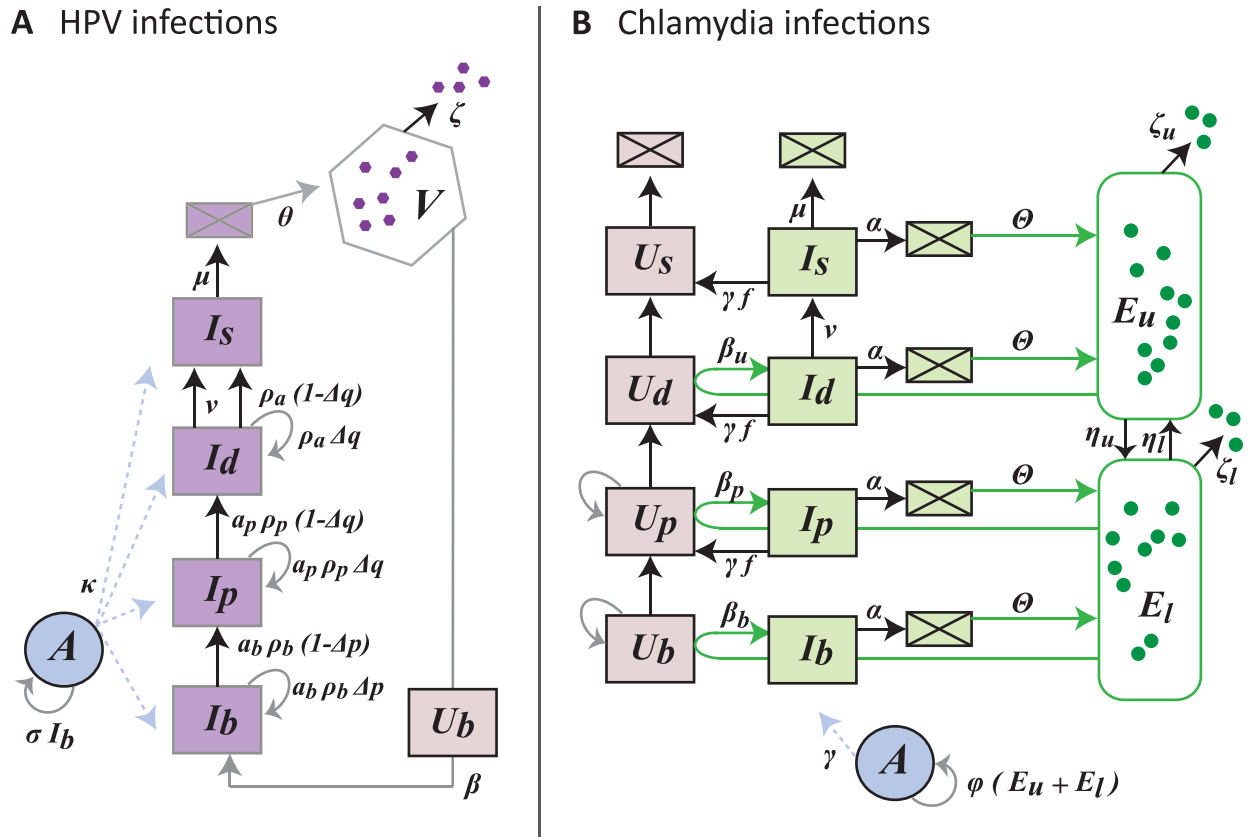 A HPV infections
ζ
V
θ
μ
Is
ρa (1-Δq)
ν
ρa Δq
Id
ap ρp (1-Δq)
κ
Ip
ap ρp Δq
A
ab ρb (1-Δp)
ab ρb Δp
Ib
Ub
σ Ib
β
B Chlamydia infections
ζu
μ
α
Θ
Us
Is
γ f
Eu
ν
βu
α
Θ
Ud
Id
γ f
ηu
ηl
ζl
βp
α
Θ
Up
Ip
γ f
El
βb
α
Θ
Ub
Ib
γ
A
φ ( Eu + El )